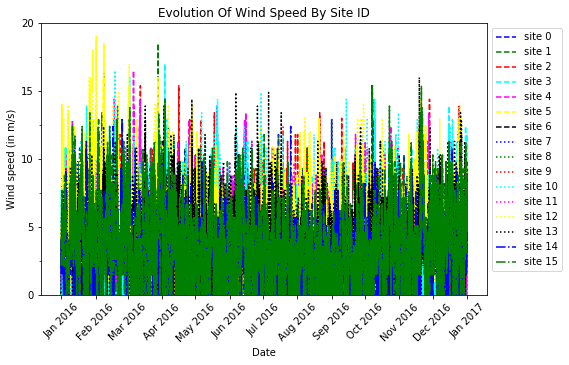 Evolution Of Wind Speed By Site ID
Wind speed (in m/s)
20
15
10
5
0
Jan 2016
Feb 2016
Mar 2016
Apr 2016
May 2016
Jun 2016
Jul 2016
Aug 2016
Sep 2016
Oct 2016
Nov 2016
Dec 2016
Jan 2017
Date
site 0
site 1
site 2
site 3
site 4
site 5
site 6
site 7
site 8
site 9
site 10
site 11
site 12
site 13
site 14
site 15